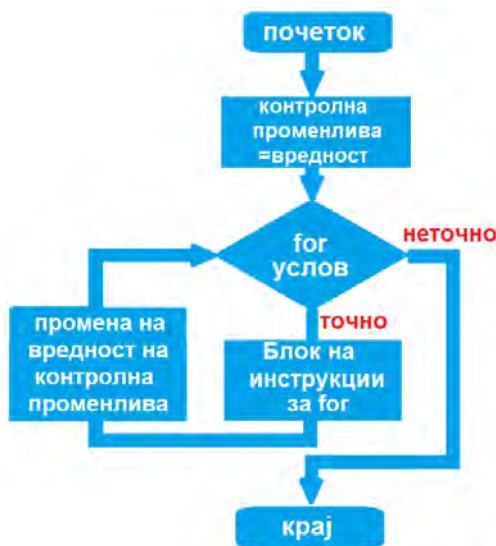 почеток
контролна
променлива
=вредност
for
услов
неточно
точно
Блок на
инструкции
за for
промена на
вредност на
контролна
променлива
крај